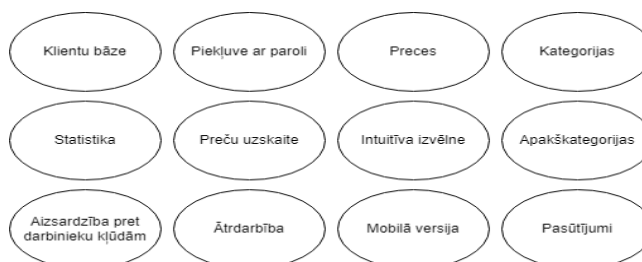 Klientu bāze
Piekļuve ar paroli
Preces
Kategorijas
Statistika
Preču uzskaite
Intuitīva izvēlne
Apakškategorijas
Aizsardzība pret
darbinieku kļūdām
Ātrdarbība
Mobilā versija
Pasūtījumi